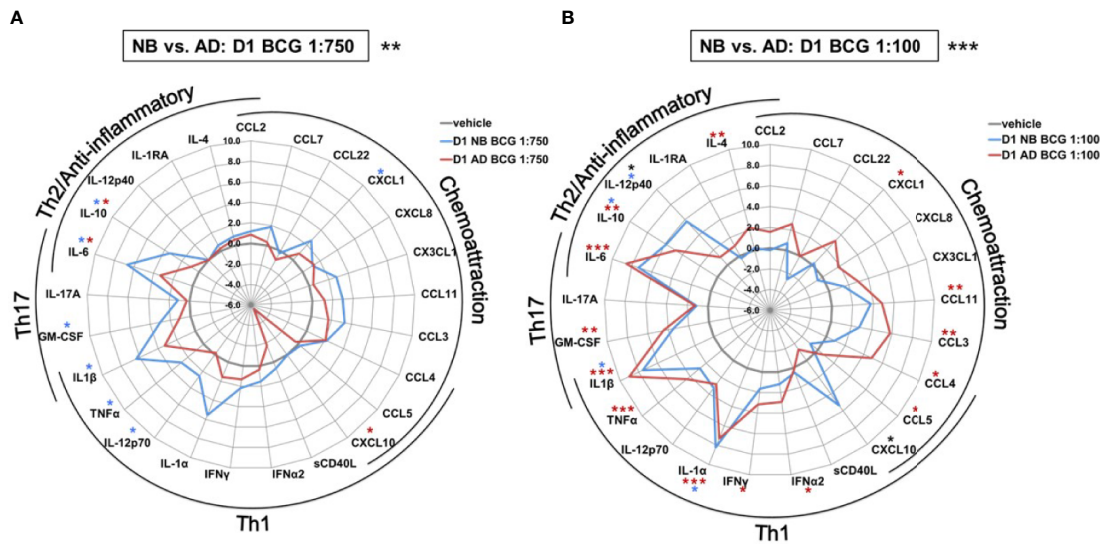 A
NB vs. AD: D1 BCG 1:750 **
vehicle
D1 NB BCG 1:750
D1 AD BCG 1:750
Th2/Anti-inflammatory
Chemoattraction
Th17
Th1
CCL2
CCL7
CCL22
*
CXCL1
CXCL8
CX3CL1
CCL11
CCL3
CCL4
CCL5
*
CXCL10
sCD40L
IFNα2
IFNγ
IL-1α
*
IL-12p70
*
TNFα
*
IL1β
*
GM-CSF
IL-17A
**
IL-6
**
IL-10
IL-12p40
IL-1RA
IL-4
10.0
8.0
6.0
4.0
2.0
0.0
-2.0
-4.0
-6.0
B
NB vs. AD: D1 BCG 1:100 ***
vehicle
D1 NB BCG 1:100
D1 AD BCG 1:100
Th2/Anti-inflammatory
Chemoattraction
Th17
Th1
CCL2
CCL7
CCL22
*
CXCL1
CXCL8
CX3CL1
**
CCL11
**
CCL3
*
CCL4
*
CCL5
*
CXCL10
sCD40L
IFNα2
*
IFNγ
*
IL-1α
***
*
IL-12p70
***
TNFα
*
***
IL1β
**
GM-CSF
IL-17A
***
IL-6
*
**
IL-10
*
*
IL-12p40
IL-1RA
**
IL-4
10.0
8.0
6.0
4.0
2.0
0.0
-2.0
-4.0
-6.0